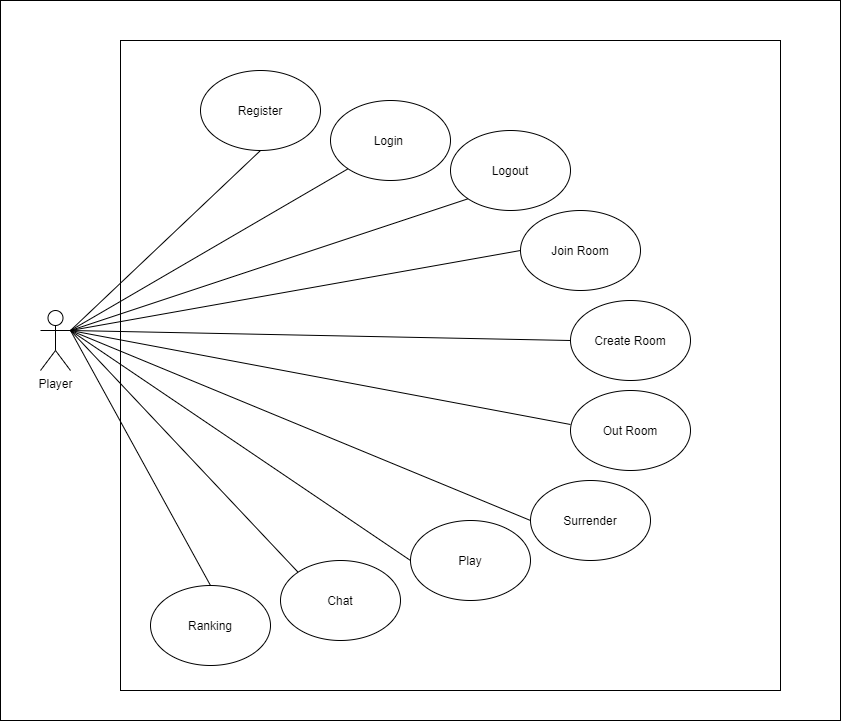 Register
Login
Logout
Join Room
Create Room
Player
Out Room
Surrender
Play
Chat
Ranking